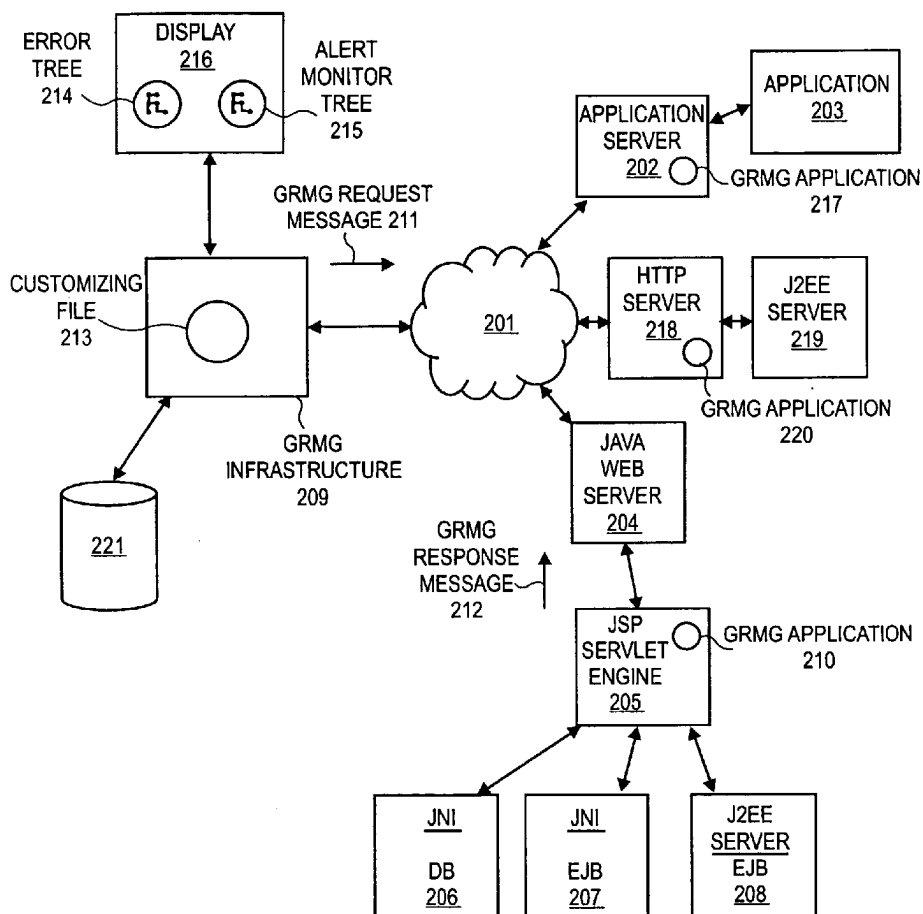 ERROR
TREE
214
DISPLAY
216
ALERT
MONITOR
TREE
215
APPLICATION
SERVER
202
APPLICATION
203
GRMG APPLICATION
217
GRMG REQUEST
MESSAGE 211
CUSTOMIZING
FILE
213
201
HTTP
SERVER
218
J2EE
SERVER
219
GRMG APPLICATION
220
GRMG
INFRASTRUCTURE
209
JAVA
WEB
SERVER
204
221
GRMG
RESPONSE
MESSAGE
212
JSP
SERVLET
ENGINE
205
GRMG APPLICATION
210
JNI
DB
206
JNI
EJB
207
J2EE
SERVER
EJB
208